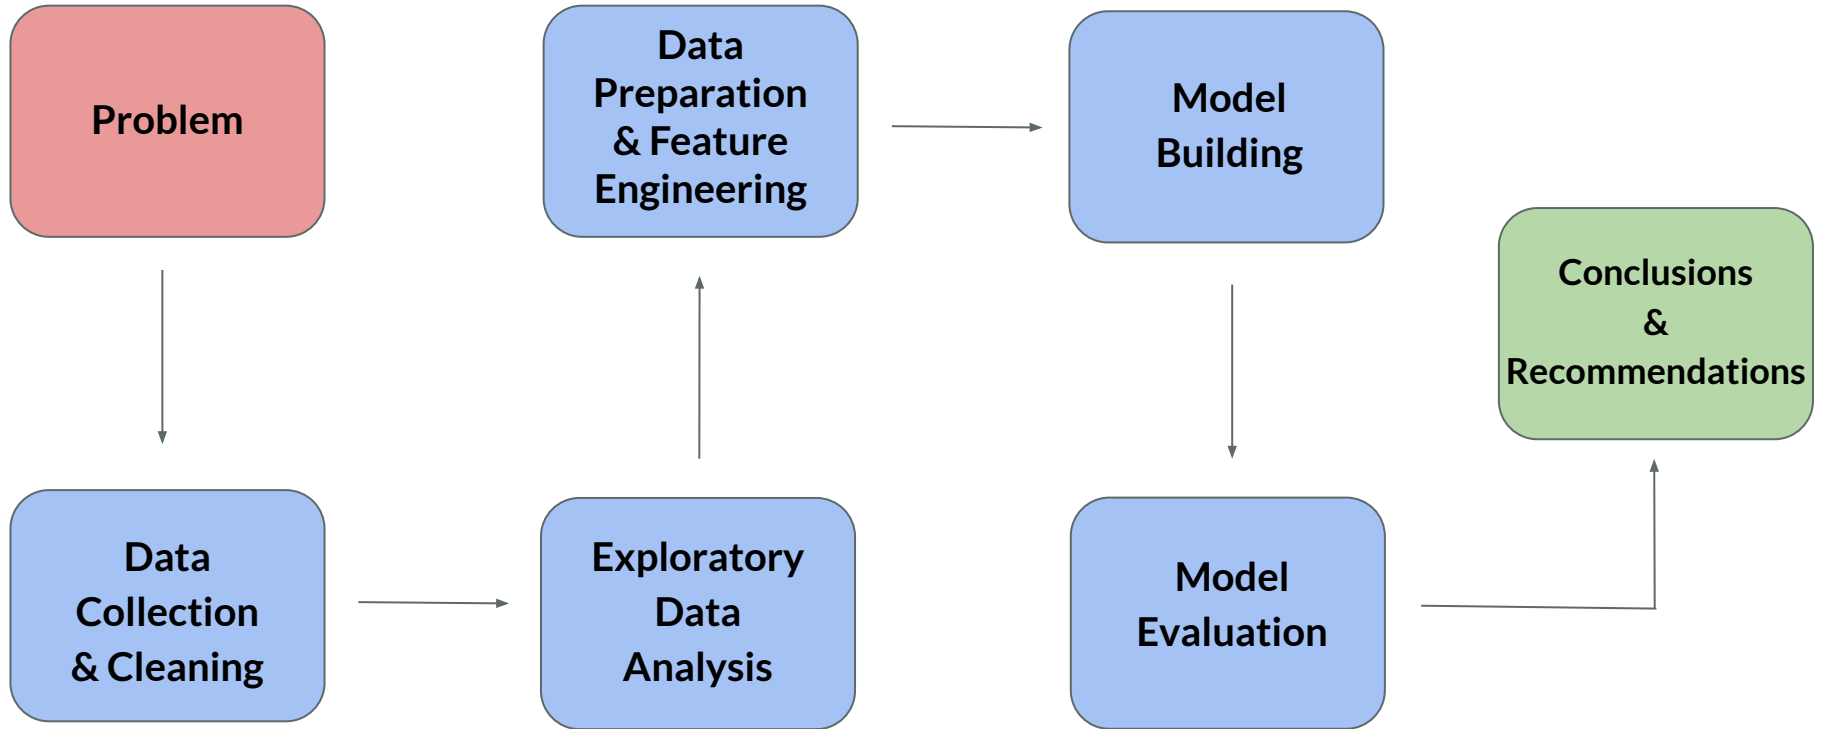 Problem
Data
Collection
& Cleaning
Exploratory
Data
Analysis
Data
Preparation
& Feature
Engineering
Model
Building
Model
Evaluation
Conclusions
&
Recommendations